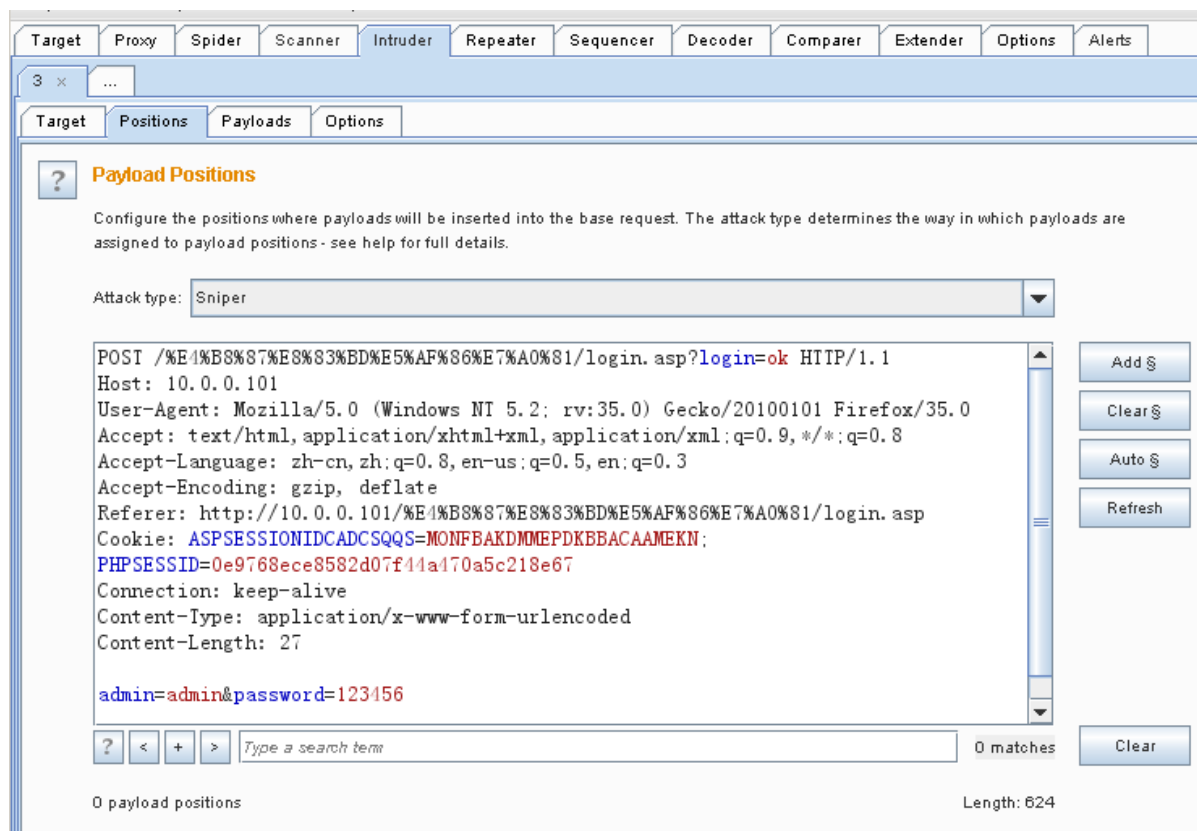 Target Proxy Spider Scanner Intruder Repeater Sequencer Decoder Comparer Extender Options Alerts
3 × ...
Target Positions Payloads Options
? Payload Positions
Configure the positions where payloads will be inserted into the base request. The attack type determines the way in which payloads are
assigned to payload positions - see help for full details.
Attack type: Sniper
POST /%E4%B8%87%E8%83%BD%E5%AF%86%E7%A0%81/login.asp?login=ok HTTP/1.1
Host: 10.0.0.101
User-Agent: Mozilla/5.0 (Windows NT 5.2; rv:35.0) Gecko/20100101 Firefox/35.0
Accept: text/html,application/xhtml+xml,application/xml;q=0.9,*/*;q=0.8
Accept-Language: zh-cn,zh;q=0.8,en-us;q=0.5,en;q=0.3
Accept-Encoding: gzip, deflate
Referer: http://10.0.0.101/%E4%B8%87%E8%83%BD%E5%AF%86%E7%A0%81/login.asp
Cookie: ASPSESSIONIDCADCSQQS=MONFBAKDMMEPDKBBACAAMEKN;
PHPSESSID=0e9768ece8582d07f44a470a5c218e67
Connection: keep-alive
Content-Type: application/x-www-form-urlencoded
Content-Length: 27
admin=admin&password=123456
Add §
Clear §
Auto §
Refresh
? < + > Type a search term 0 matches Clear
0 payload positions Length: 624